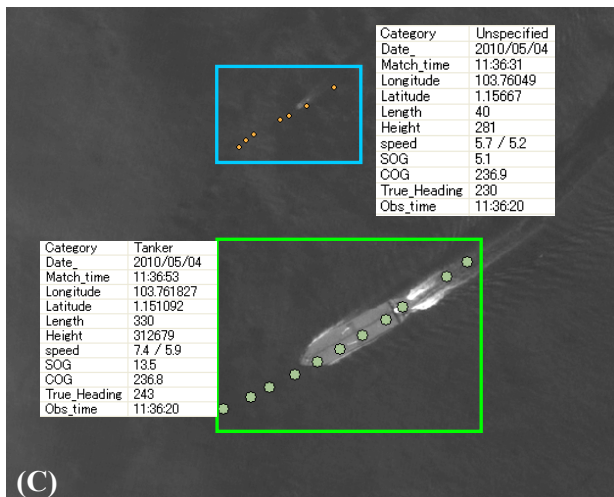 Category Unspecified
Date_ 2010/05/04
Match_time 11:36:31
Longitude 103.76049
Latitude 1.15667
Length 40
Height 281
speed 5.7 / 5.2
SOG 5.1
COG 236.9
True_Heading 230
Obs_time 11:36:20
Category Tanker
Date_ 2010/05/04
Match_time 11:36:53
Longitude 103.761827
Latitude 1.151092
Length 330
Height 312679
speed 7.4 / 5.9
SOG 13.5
COG 236.8
True_Heading 243
Obs_time 11:36:20
(C)